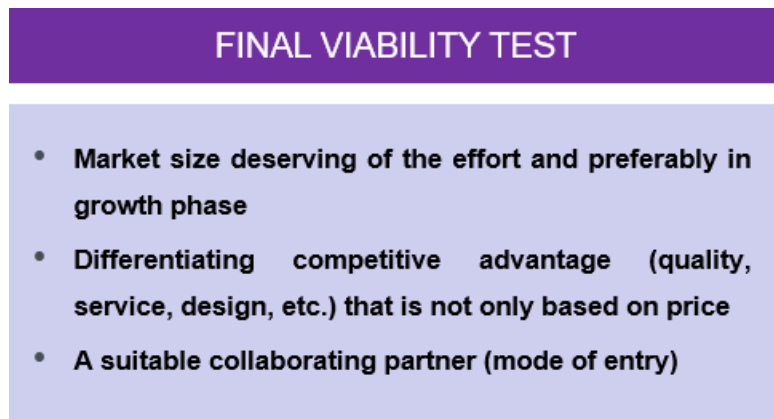 FINAL VIABILITY TEST
• Market size deserving of the effort and preferably in
growth phase
• Differentiating competitive advantage (quality,
service, design, etc.) that is not only based on price
• A suitable collaborating partner (mode of entry)